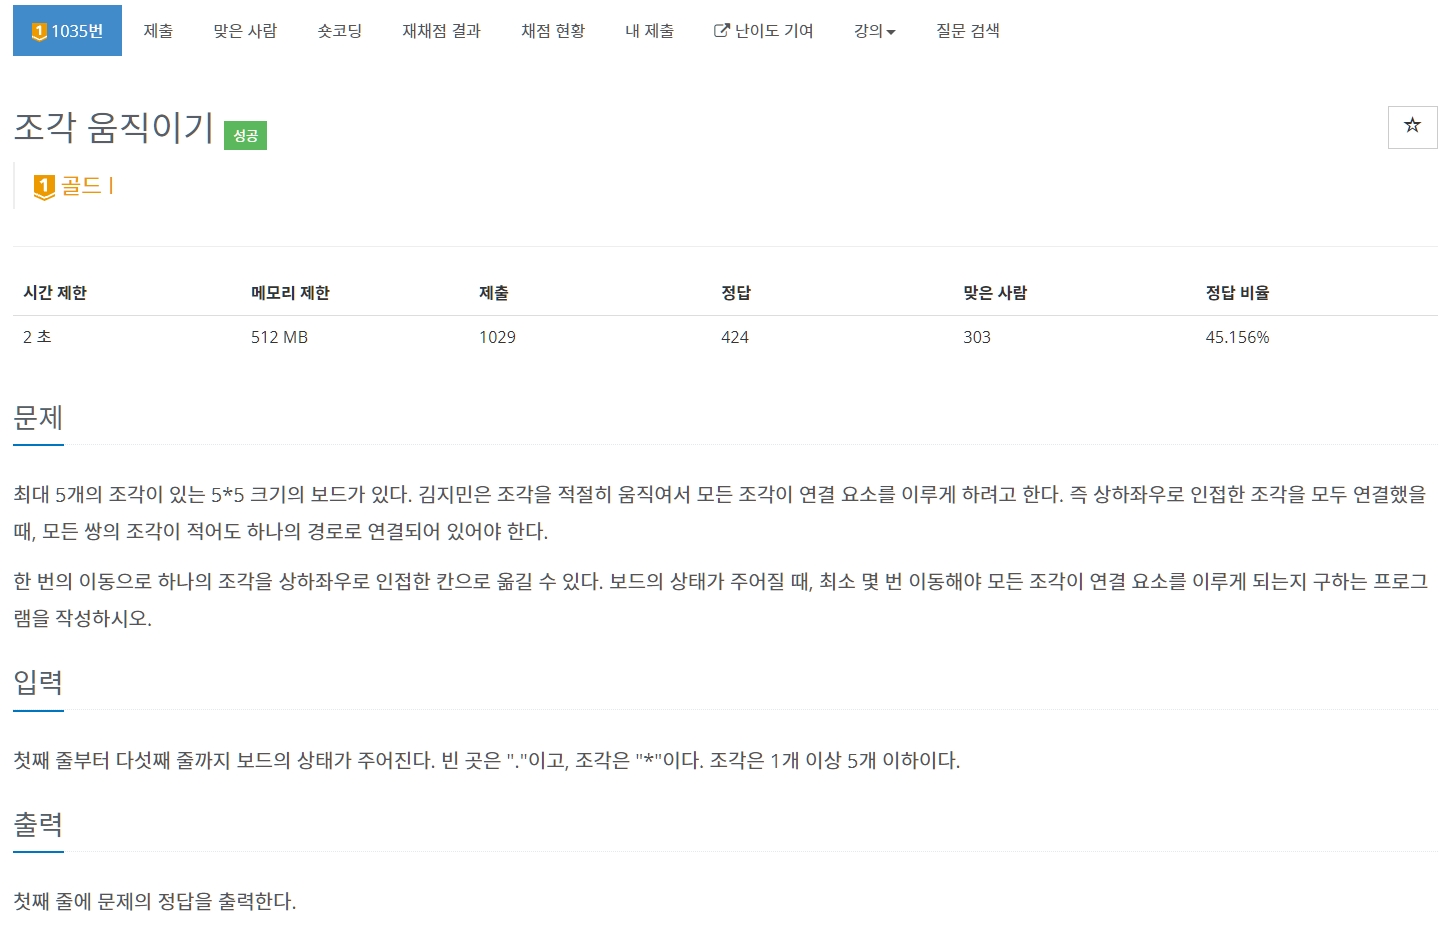 1 1035번 제출 맞은 사람 숏코딩 재채점 결과 채점 현황 내 제출 난이도 기여 강의 질문 검색
조각 움직이기 성공
1 골드 I
시간 제한 메모리 제한 제출 정답 맞은 사람 정답 비율
2 초 512 MB 1029 424 303 45.156%
문제
최대 5개의 조각이 있는 5*5 크기의 보드가 있다. 김지민은 조각을 적절히 움직여서 모든 조각이 연결 요소를 이루게 하려고 한다. 즉 상하좌우로 인접한 조각을 모두 연결했을
때, 모든 쌍의 조각이 적어도 하나의 경로로 연결되어 있어야 한다.
한 번의 이동으로 하나의 조각을 상하좌우로 인접한 칸으로 옮길 수 있다. 보드의 상태가 주어질 때, 최소 몇 번 이동해야 모든 조각이 연결 요소를 이루게 되는지 구하는 프로그
램을 작성하시오.
입력
첫째 줄부터 다섯째 줄까지 보드의 상태가 주어진다. 빈 곳은 "."이고, 조각은 "*"이다. 조각은 1개 이상 5개 이하이다.
출력
첫째 줄에 문제의 정답을 출력한다.